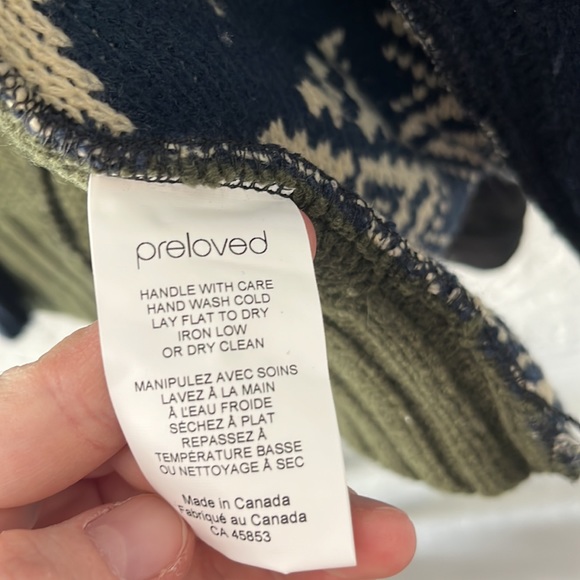 preloved
HANDLE WITH CARE
HAND WASH COLD
LAY FLAT TO DRY
IRON LOW
OR DRY CLEAN
MANIPULEZ AVEC SOINS
LAVEZ À LA MAIN
À L'EAU FROIDE
SÉCHEZ À PLAT
REPASSEZ À
TEMPÉRATURE BASSE
OU NETTOYAGE À SEC
Made in Canada
Fabriqué au Canada
CA 45853